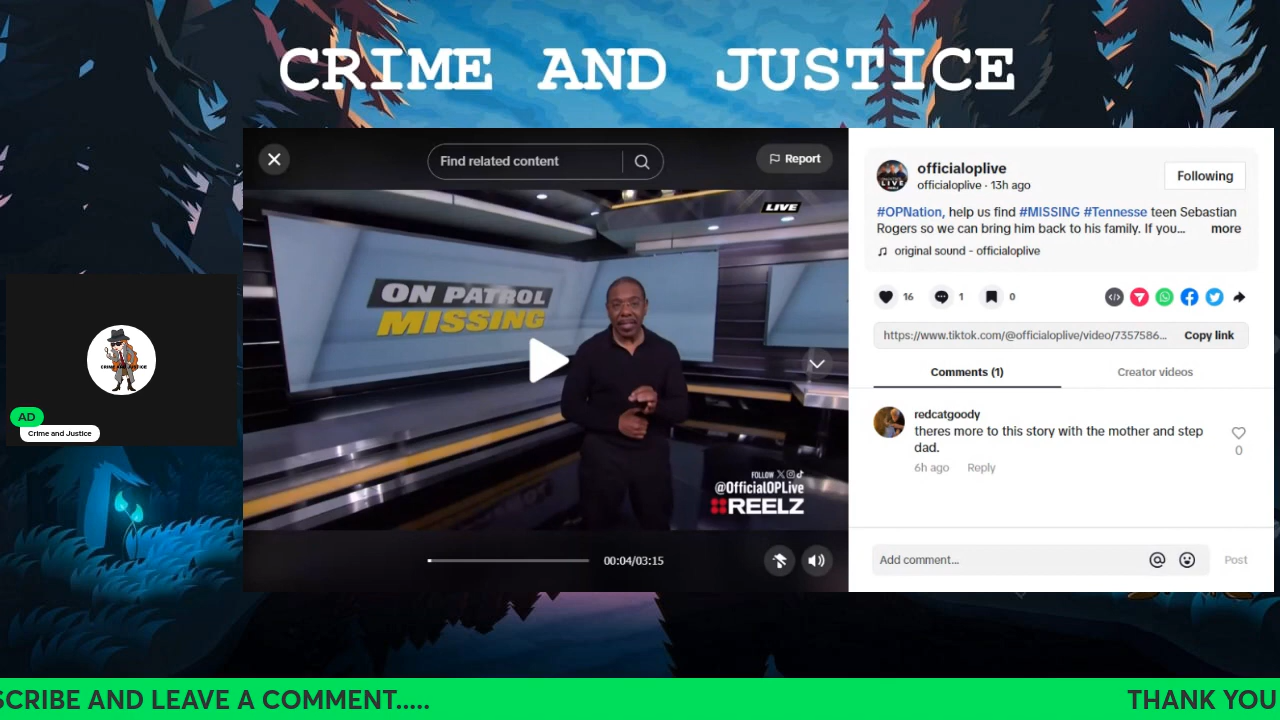 CRIME AND JUSTICE
Find related content
Report
LIVE
ON PATROL
MISSING
FOLLOW
@OfficialOPLive
REELZ
00:04/03:15
officialoplive
officialoplive · 13h ago
Following
#OPNation, help us find #MISSING #Tennesse teen Sebastian
Rogers so we can bring him back to his family. If you... more
original sound - officialoplive
16
1
0
https://www.tiktok.com/@officialoplive/video/7357586... Copy link
Comments (1)
Creator videos
redcatgoody
theres more to this story with the mother and step
dad.
0
6h ago Reply
Add comment...
Post
CRIME AND JUSTICE
AD
Crime and Justice
SCRIBE AND LEAVE A COMMENT..... THANK YOU